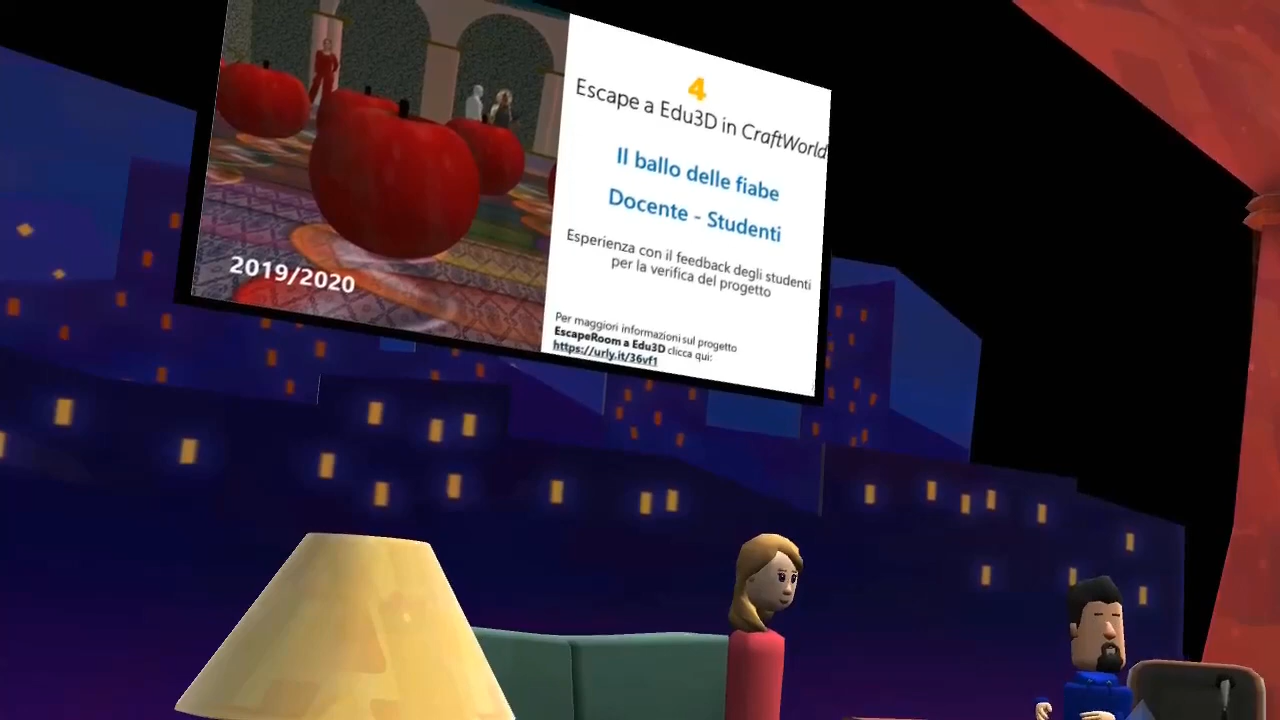 2019/2020
4
Escape a Edu3D in CraftWorld
Il ballo delle fiabe
Docente - Studenti
Esperienza con il feedback degli studenti
per la verifica del progetto
Per maggiori informazioni sul progetto
EscapeRoom a Edu3D clicca qui:
https://urly.it/36vf1